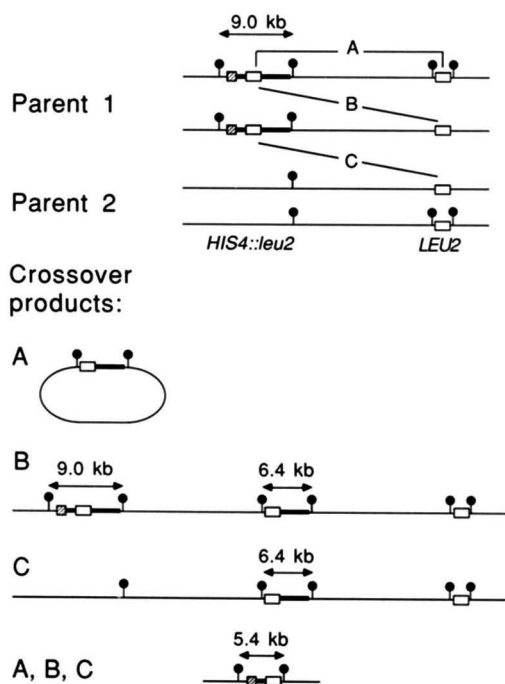 9.0 kb
A
Parent 1
B
C
Parent 2
HIS4::leu2 LEU2
Crossover
products:
A
B
9.0 kb 6.4 kb
C
6.4 kb
5.4 kb
A, B, C